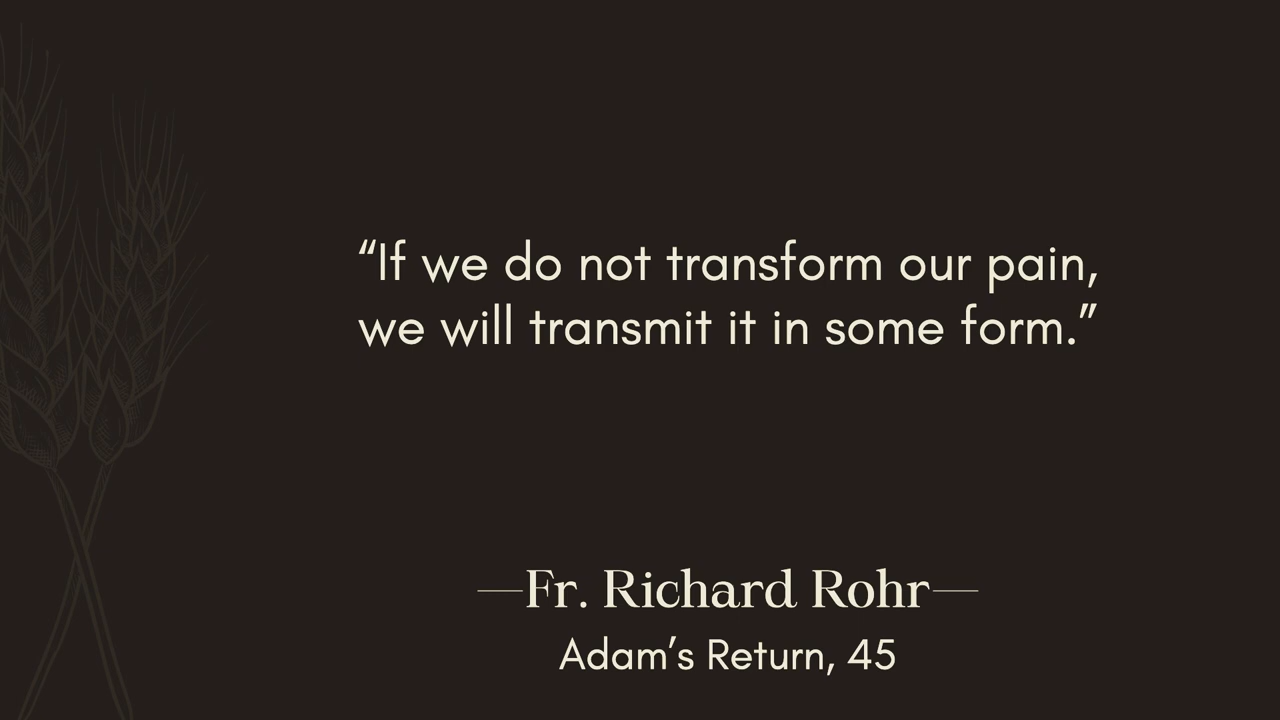 “If we do not transform our pain,
we will transmit it in some form.”
—Fr. Richard Rohr—
Adam’s Return, 45